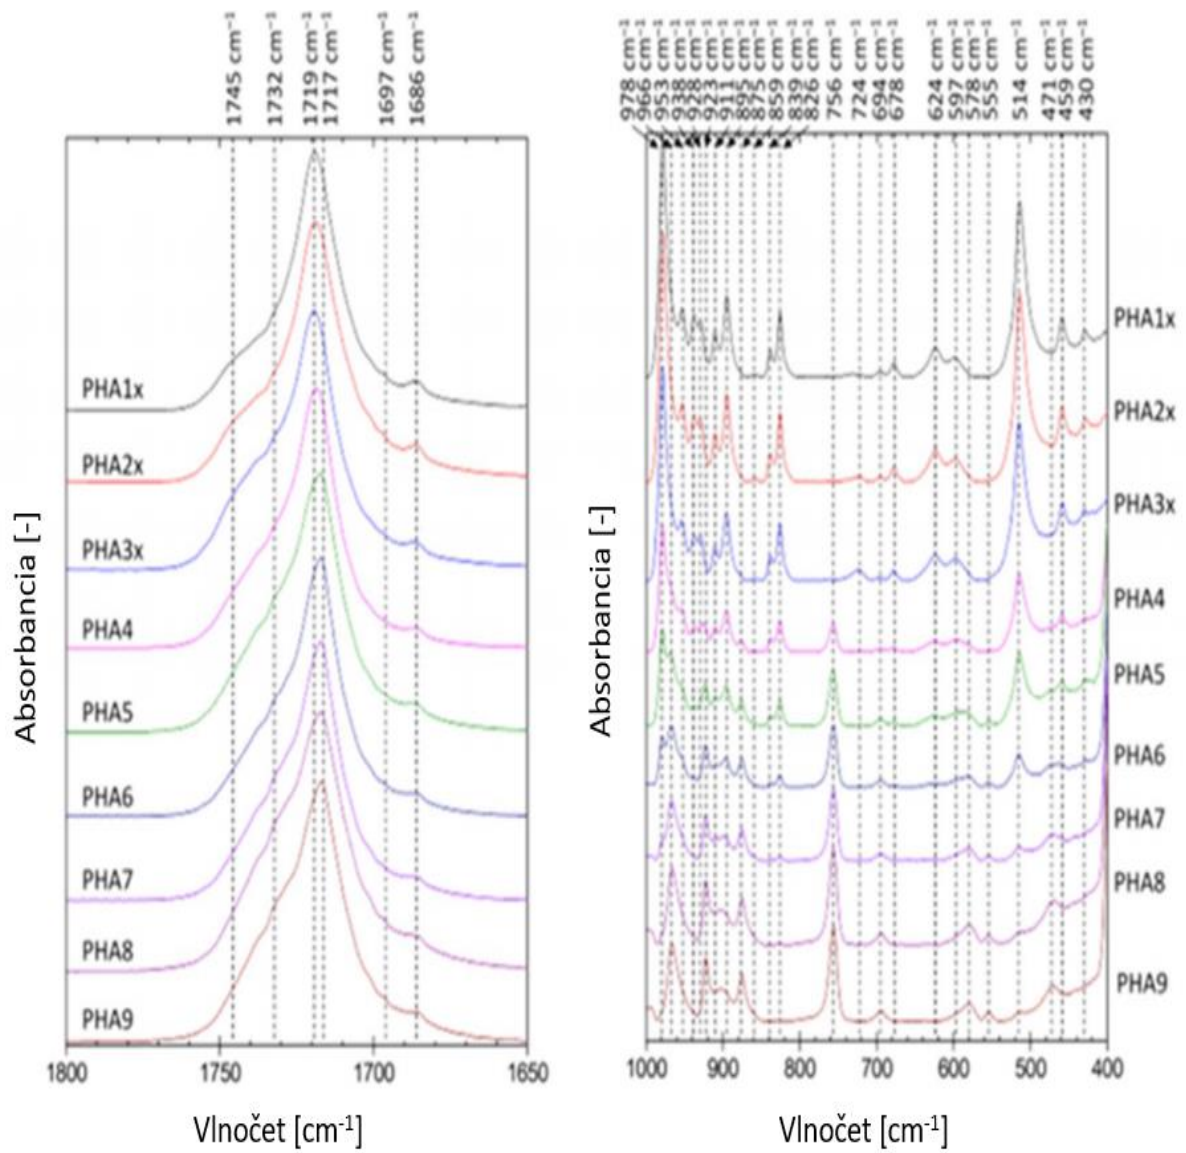 1745 cm⁻¹
1732 cm⁻¹
1719 cm⁻¹
1717 cm⁻¹
1697 cm⁻¹
1686 cm⁻¹
PHA1x
PHA2x
PHA3x
PHA4
PHA5
PHA6
PHA7
PHA8
PHA9
Absorbancia [-]
1800
1750
1700
1650
Vlnočet [cm⁻¹]
978 cm⁻¹
966 cm⁻¹
953 cm⁻¹
938 cm⁻¹
928 cm⁻¹
923 cm⁻¹
911 cm⁻¹
895 cm⁻¹
875 cm⁻¹
859 cm⁻¹
839 cm⁻¹
826 cm⁻¹
756 cm⁻¹
724 cm⁻¹
694 cm⁻¹
678 cm⁻¹
624 cm⁻¹
597 cm⁻¹
578 cm⁻¹
555 cm⁻¹
514 cm⁻¹
471 cm⁻¹
459 cm⁻¹
430 cm⁻¹
PHA1x
PHA2x
PHA3x
PHA4
PHA5
PHA6
PHA7
PHA8
PHA9
Absorbancia [-]
1000
900
800
700
600
500
400
Vlnočet [cm⁻¹]